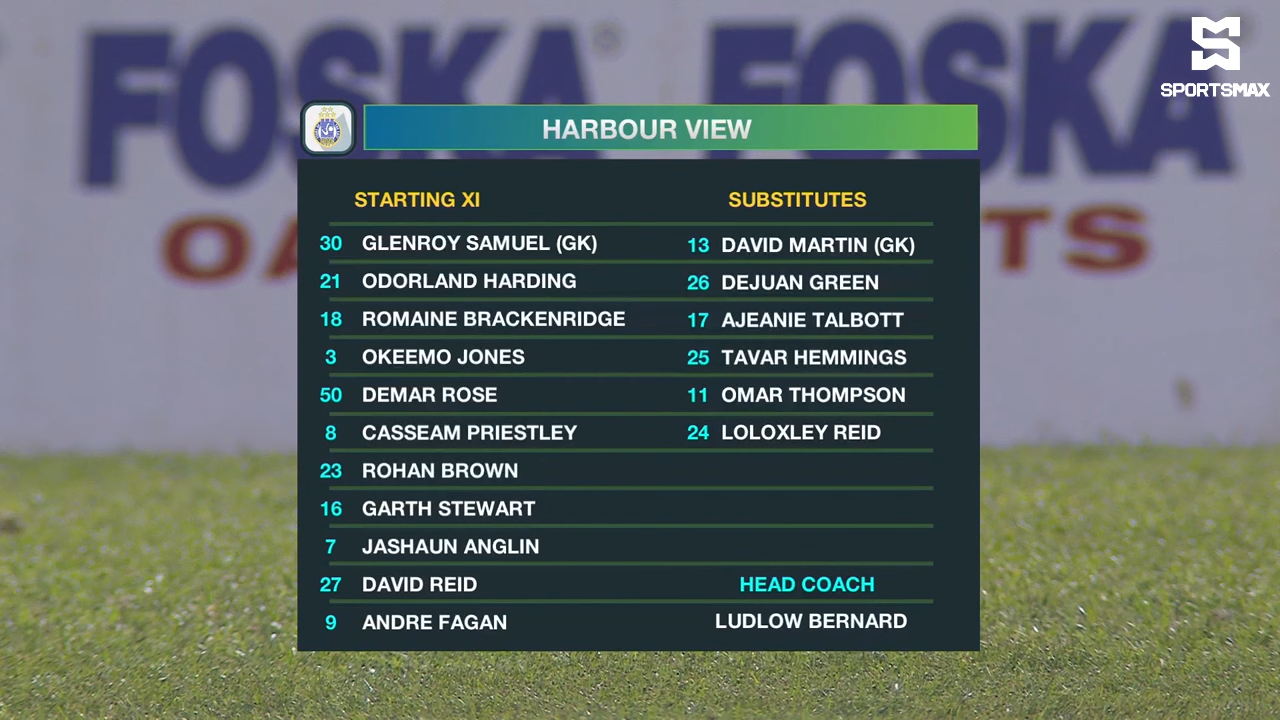 FOSKA FOSKA
SPORTSMAX
HARBOUR VIEW
STARTING XI
30 GLENROY SAMUEL (GK)
21 ODORLAND HARDING
18 ROMAINE BRACKENRIDGE
3 OKEEMO JONES
50 DEMAR ROSE
8 CASSEAM PRIESTLEY
23 ROHAN BROWN
16 GARTH STEWART
7 JASHAUN ANGLIN
27 DAVID REID
9 ANDRE FAGAN
SUBSTITUTES
13 DAVID MARTIN (GK)
26 DEJUAN GREEN
17 AJEANIE TALBOTT
25 TAVAR HEMMINGS
11 OMAR THOMPSON
24 LOLOXLEY REID
HEAD COACH
LUDLOW BERNARD